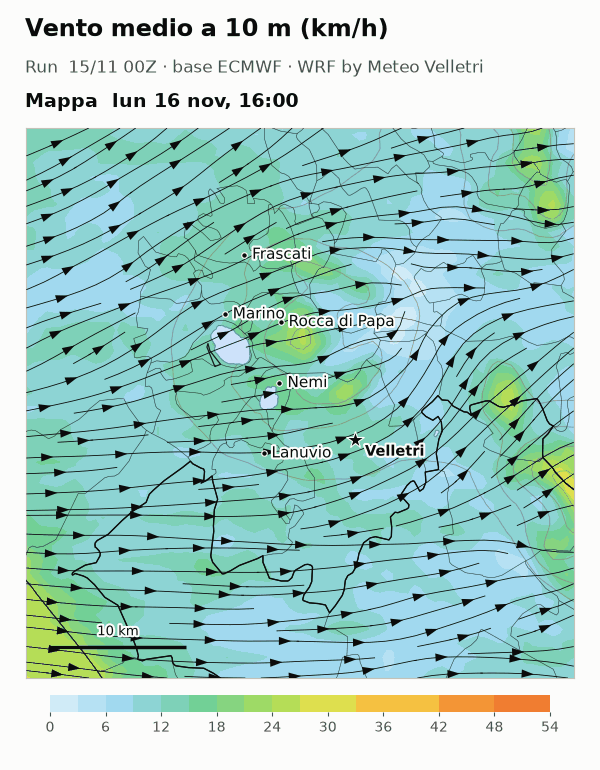 Vento medio a 10 m (km/h)
Run  15/11 00Z · base ECMWF · WRF by Meteo Velletri
Mappa  lun 16 nov, 16:00
Frascati
Marino
Rocca di Papa
Nemi
Velletri
Lanuvio
10 km
0 6 12 18 24 30 36 42 48 54